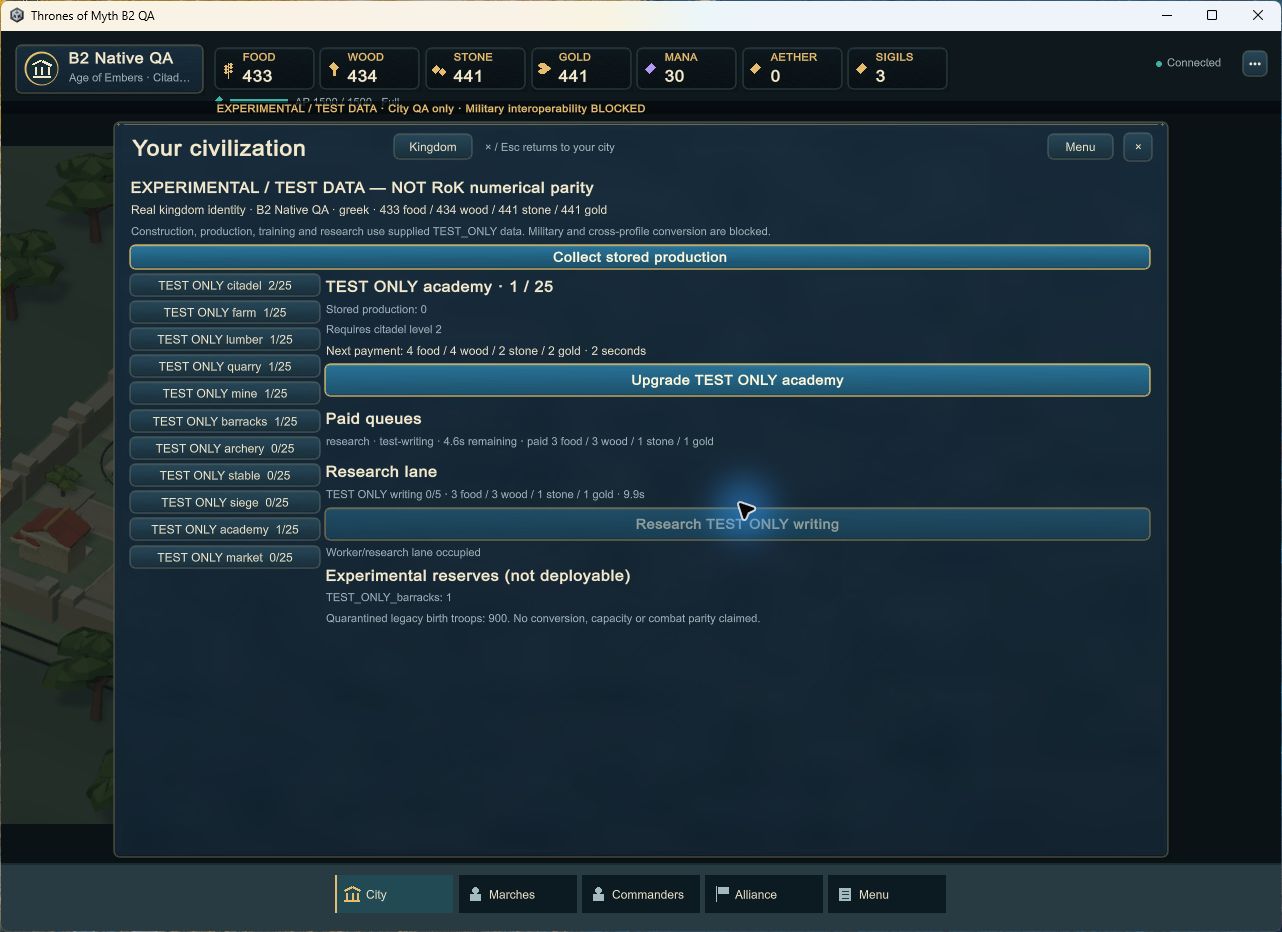 Thrones of Myth B2 QA
B2 Native QA
Age of Embers · Citad...
FOOD
433
WOOD
434
STONE
441
GOLD
441
MANA
30
AETHER
0
SIGILS
3
Connected
AP 1500 / 1500 · Full
EXPERIMENTAL / TEST DATA · City QA only · Military interoperability BLOCKED
Your civilization
Kingdom
× / Esc returns to your city
Menu
×
EXPERIMENTAL / TEST DATA — NOT RoK numerical parity
Real kingdom identity · B2 Native QA · greek · 433 food / 434 wood / 441 stone / 441 gold
Construction, production, training and research use supplied TEST_ONLY data. Military and cross-profile conversion are blocked.
Collect stored production
TEST ONLY citadel 2/25
TEST ONLY farm 1/25
TEST ONLY lumber 1/25
TEST ONLY quarry 1/25
TEST ONLY mine 1/25
TEST ONLY barracks 1/25
TEST ONLY archery 0/25
TEST ONLY stable 0/25
TEST ONLY siege 0/25
TEST ONLY academy 1/25
TEST ONLY market 0/25
TEST ONLY academy · 1 / 25
Stored production: 0
Requires citadel level 2
Next payment: 4 food / 4 wood / 2 stone / 2 gold · 2 seconds
Upgrade TEST ONLY academy
Paid queues
research · test-writing · 4.6s remaining · paid 3 food / 3 wood / 1 stone / 1 gold
Research lane
TEST ONLY writing 0/5 · 3 food / 3 wood / 1 stone / 1 gold · 9.9s
Research TEST ONLY writing
Worker/research lane occupied
Experimental reserves (not deployable)
TEST_ONLY_barracks: 1
Quarantined legacy birth troops: 900. No conversion, capacity or combat parity claimed.
City
Marches
Commanders
Alliance
Menu